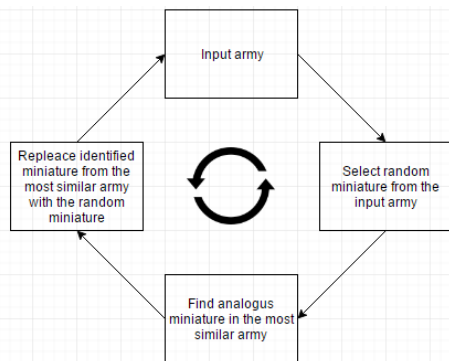 Input army
Select random
miniature from the
input army
Find analogus
miniature in the most
similar army
Repleace identified
miniature from the
most similar army
with the random
miniature